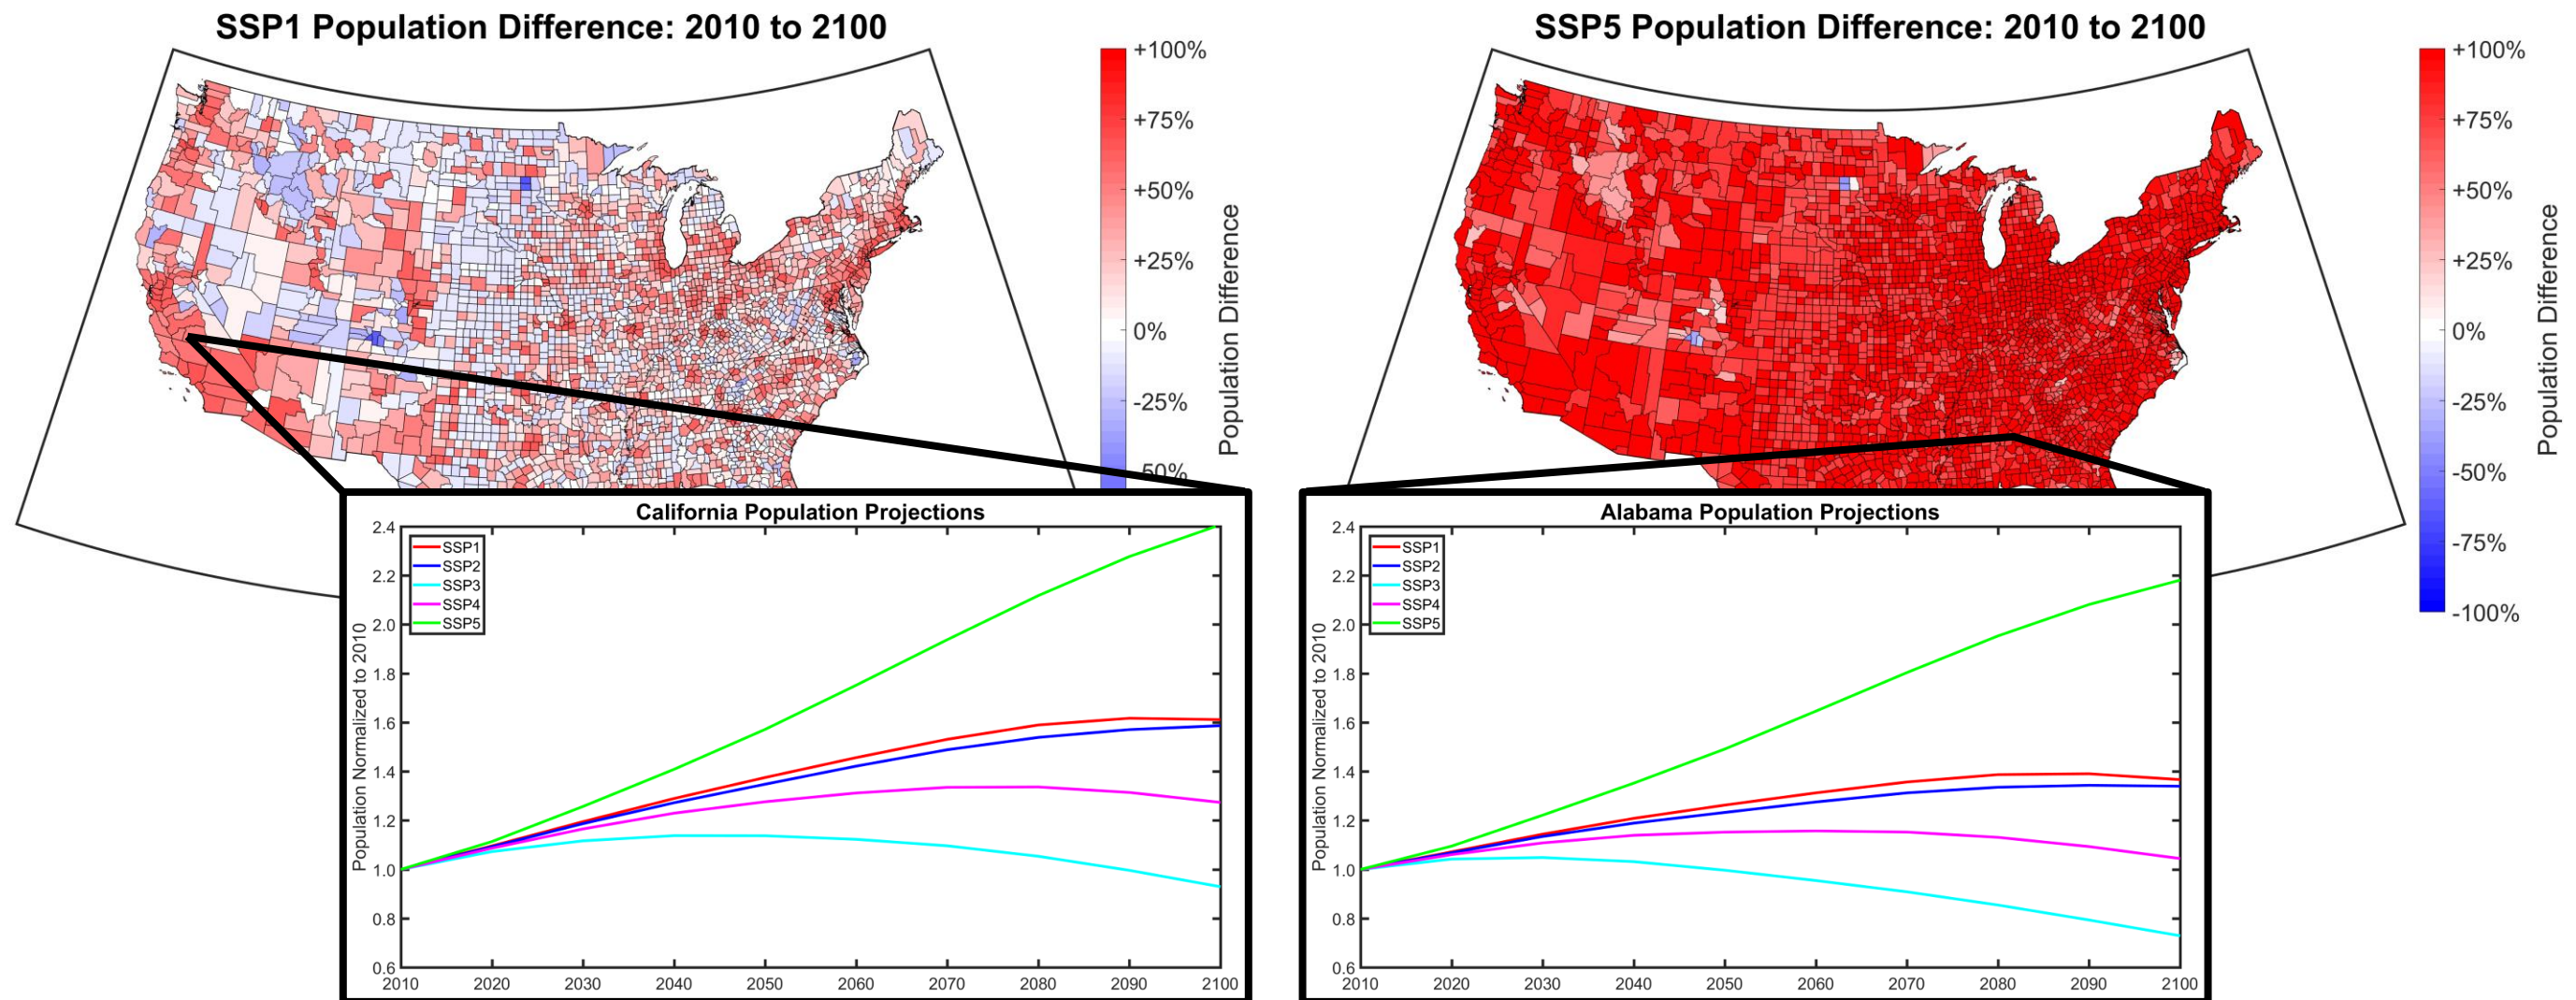 SSP1 Population Difference: 2010 to 2100
+100%
+75%
+50%
+25%
0%
-25%
50%
Population Difference
SSP5 Population Difference: 2010 to 2100
+100%
+75%
+50%
+25%
0%
-25%
-50%
-75%
-100%
Population Difference
California Population Projections
SSP1
SSP2
SSP3
SSP4
SSP5
Population Normalized to 2010
2.4
2.2
2.0
1.8
1.6
1.4
1.2
1.0
0.8
0.6
2010 2020 2030 2040 2050 2060 2070 2080 2090 2100
Alabama Population Projections
SSP1
SSP2
SSP3
SSP4
SSP5
Population Normalized to 2010
2.4
2.2
2.0
1.8
1.6
1.4
1.2
1.0
0.8
0.6
2010 2020 2030 2040 2050 2060 2070 2080 2090 2100